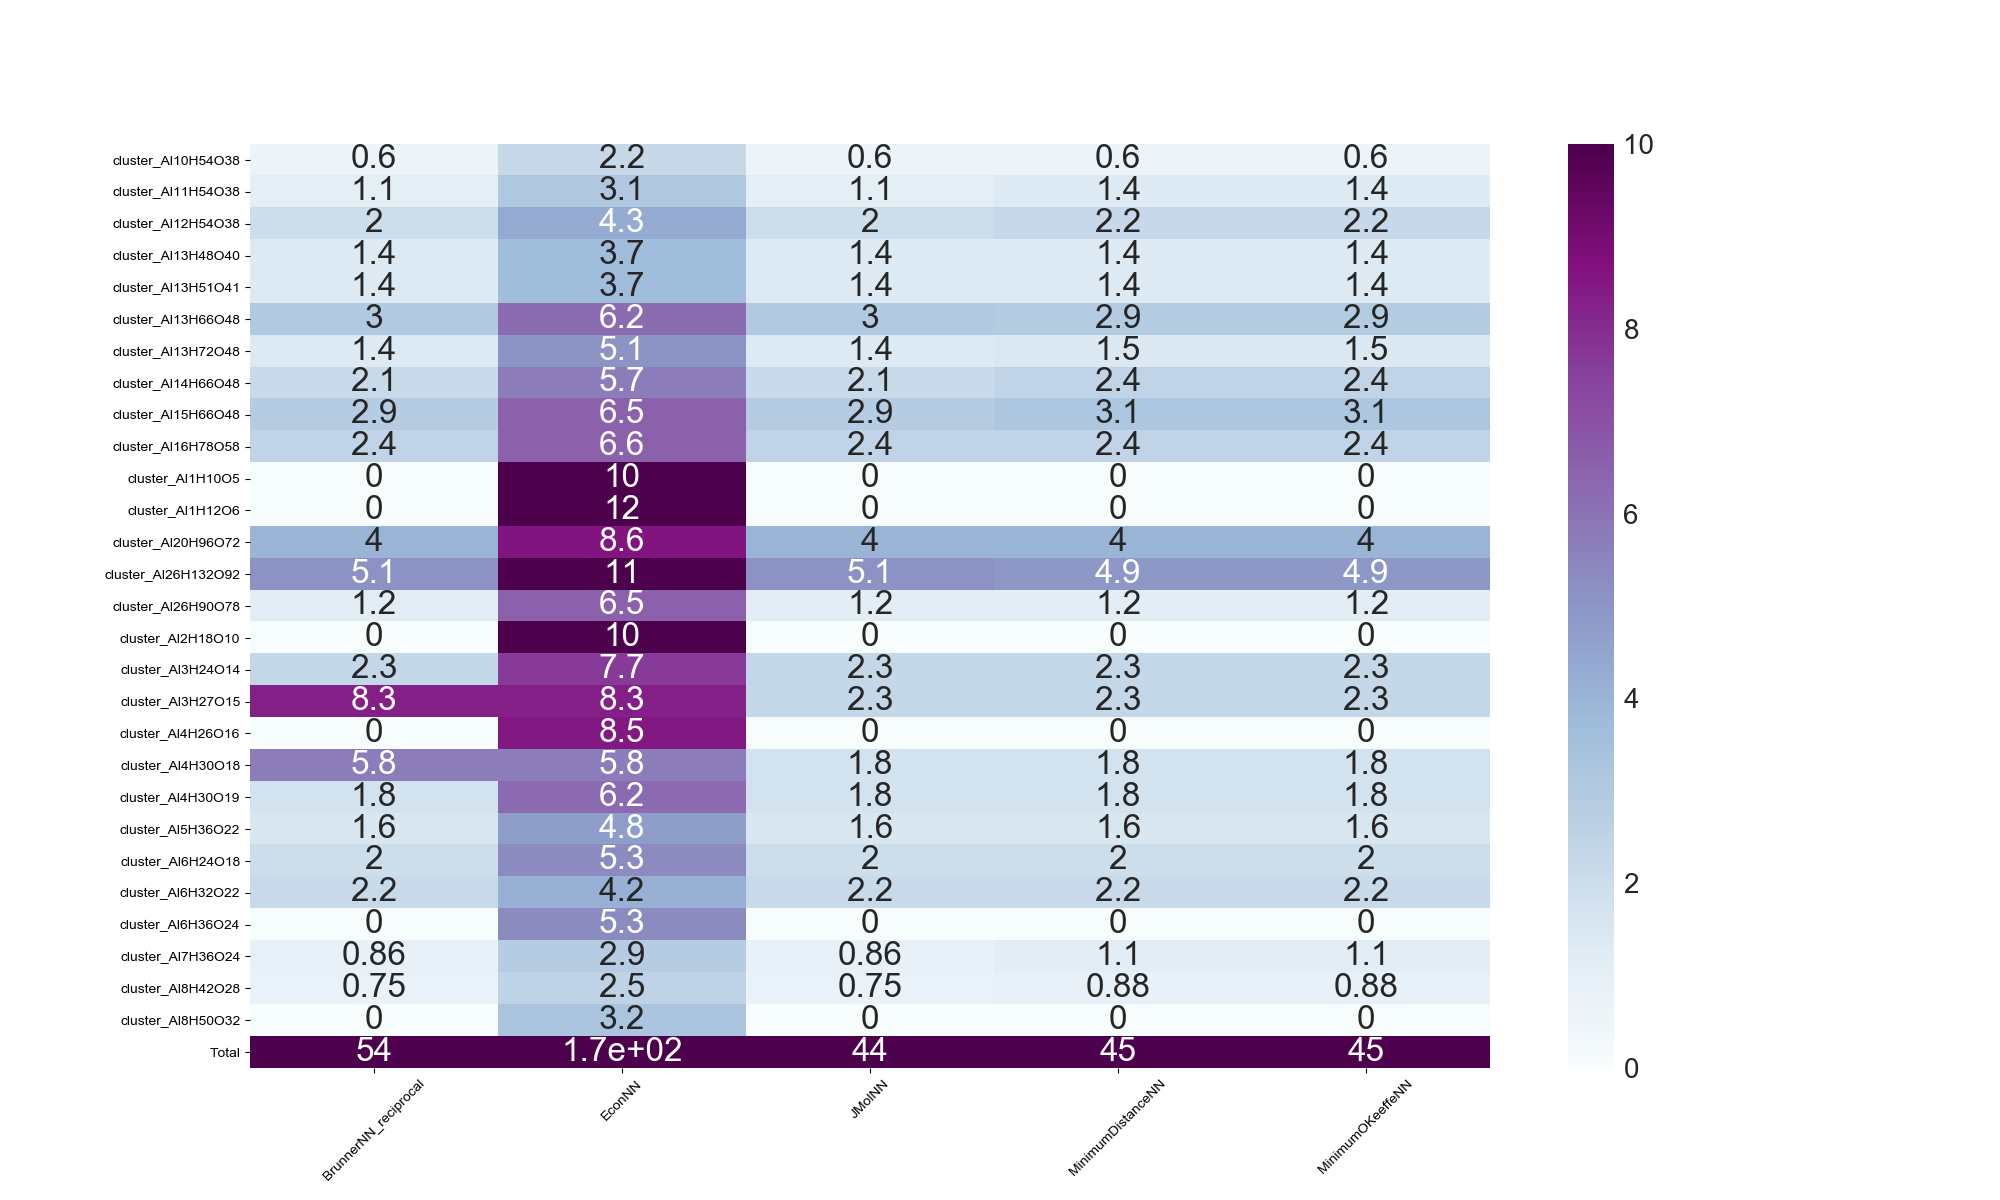 cluster_Al10H54O38 0.6 2.2 0.6 0.6 0.6
cluster_Al11H54O38 1.1 3.1 1.1 1.4 1.4
cluster_Al12H54O38 2 4.3 2 2.2 2.2
cluster_Al13H48O40 1.4 3.7 1.4 1.4 1.4
cluster_Al13H51O41 1.4 3.7 1.4 1.4 1.4
cluster_Al13H66O48 3 6.2 3 2.9 2.9
cluster_Al13H72O48 1.4 5.1 1.4 1.5 1.5
cluster_Al14H66O48 2.1 5.7 2.1 2.4 2.4
cluster_Al15H66O48 2.9 6.5 2.9 3.1 3.1
cluster_Al16H78O58 2.4 6.6 2.4 2.4 2.4
cluster_Al1H10O5 0 10 0 0 0
cluster_Al1H12O6 0 12 0 0 0
cluster_Al20H96O72 4 8.6 4 4 4
cluster_Al26H132O92 5.1 11 5.1 4.9 4.9
cluster_Al26H90O78 1.2 6.5 1.2 1.2 1.2
cluster_Al2H18O10 0 10 0 0 0
cluster_Al3H24O14 2.3 7.7 2.3 2.3 2.3
cluster_Al3H27O15 8.3 8.3 2.3 2.3 2.3
cluster_Al4H26O16 0 8.5 0 0 0
cluster_Al4H30O18 5.8 5.8 1.8 1.8 1.8
cluster_Al4H30O19 1.8 6.2 1.8 1.8 1.8
cluster_Al5H36O22 1.6 4.8 1.6 1.6 1.6
cluster_Al6H24O18 2 5.3 2 2 2
cluster_Al6H32O22 2.2 4.2 2.2 2.2 2.2
cluster_Al6H36O24 0 5.3 0 0 0
cluster_Al7H36O24 0.86 2.9 0.86 1.1 1.1
cluster_Al8H42O28 0.75 2.5 0.75 0.88 0.88
cluster_Al8H50O32 0 3.2 0 0 0
Total 54 1.7e+02 44 45 45
BrunnerNN_reciprocal
EconNN
JMolNN
MinimumDistanceNN
MinimumOKeeffeNN
10
8
6
4
2
0